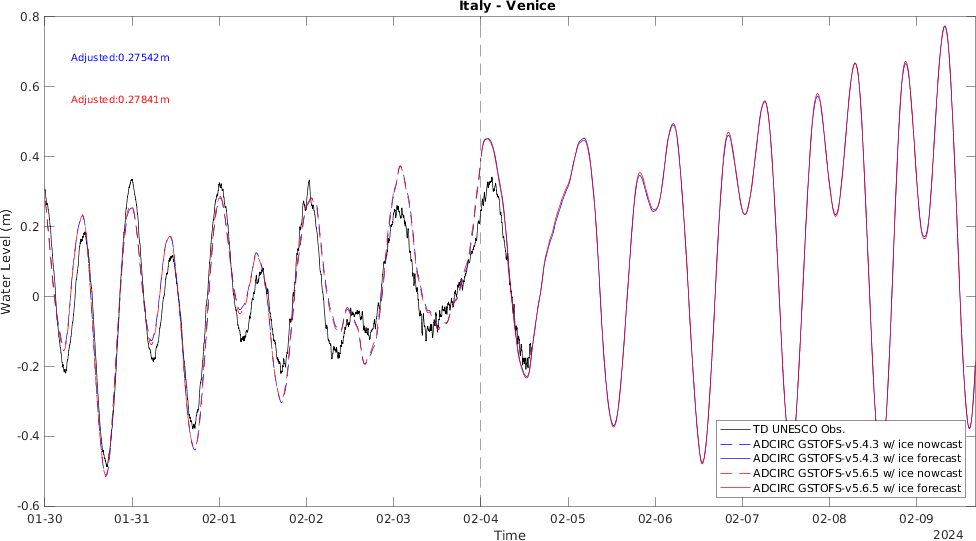 Italy - Venice
0.8
Adjusted:0.27542m
0.6
Adjusted:0.27841m
0.4
0.2
0
-0.2
-0.4
-0.6
Water Level (m)
TD UNESCO Obs.
ADCIRC GSTOFS-v5.4.3 w/ ice nowcast
ADCIRC GSTOFS-v5.4.3 w/ ice forecast
ADCIRC GSTOFS-v5.6.5 w/ ice nowcast
ADCIRC GSTOFS-v5.6.5 w/ ice forecast
01-30 01-31 02-01 02-02 02-03 02-04 02-05 02-06 02-07 02-08 02-09
Time
2024